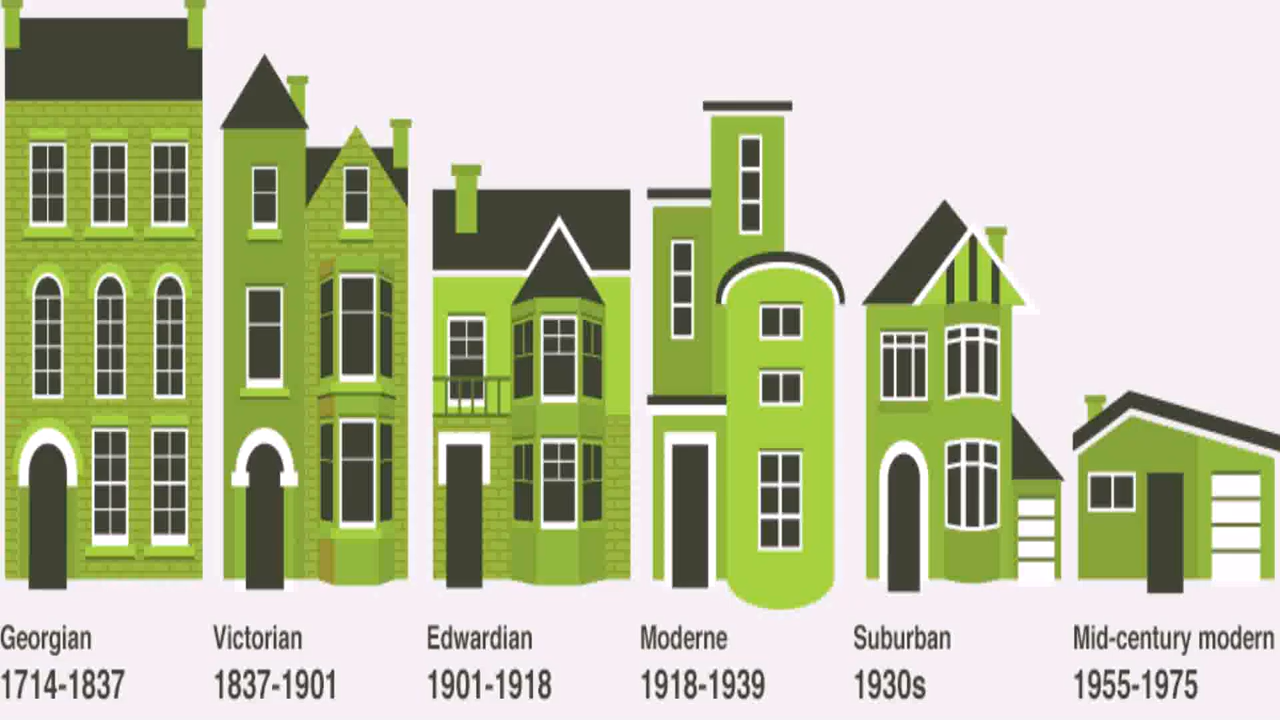 Georgian
1714-1837
Victorian
1837-1901
Edwardian
1901-1918
Moderne
1918-1939
Suburban
1930s
Mid-century modern
1955-1975